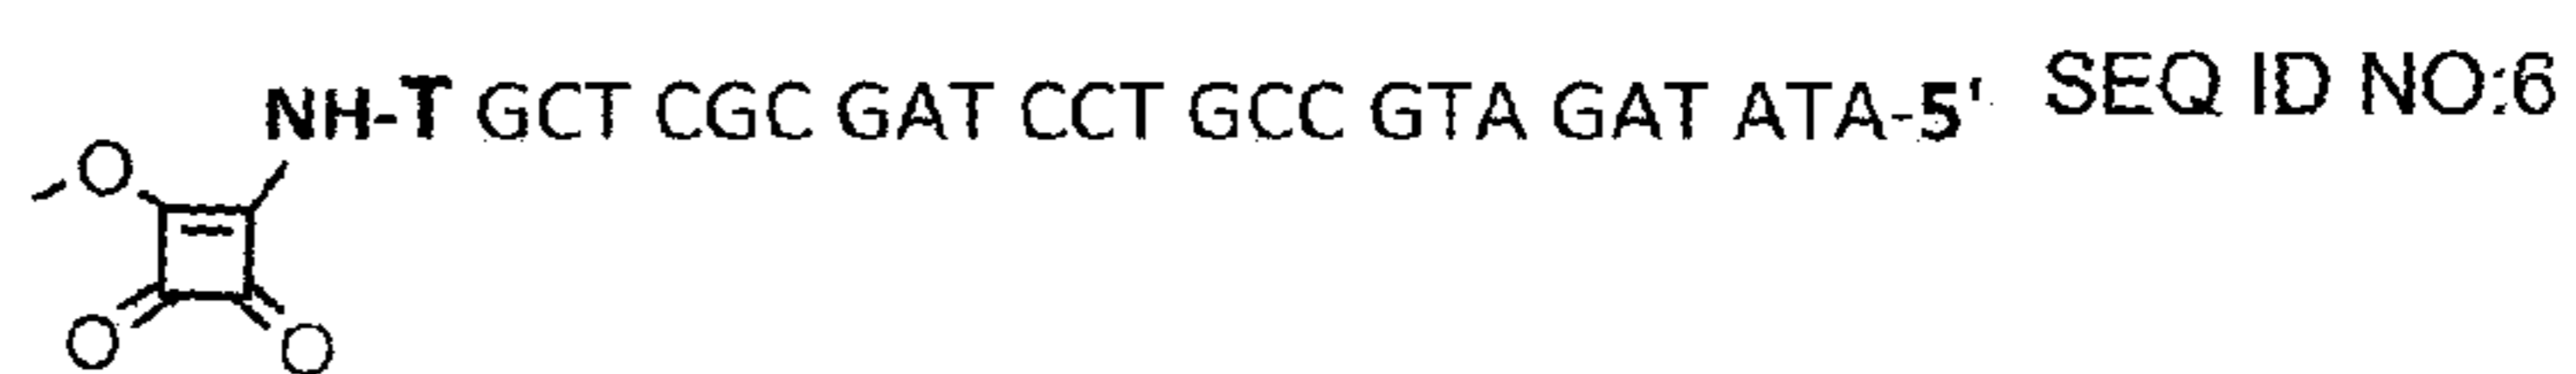 NH-T GCT CGC GAT CCT GCC GTA GAT ATA-5' SEQ ID NO:6
O
O O